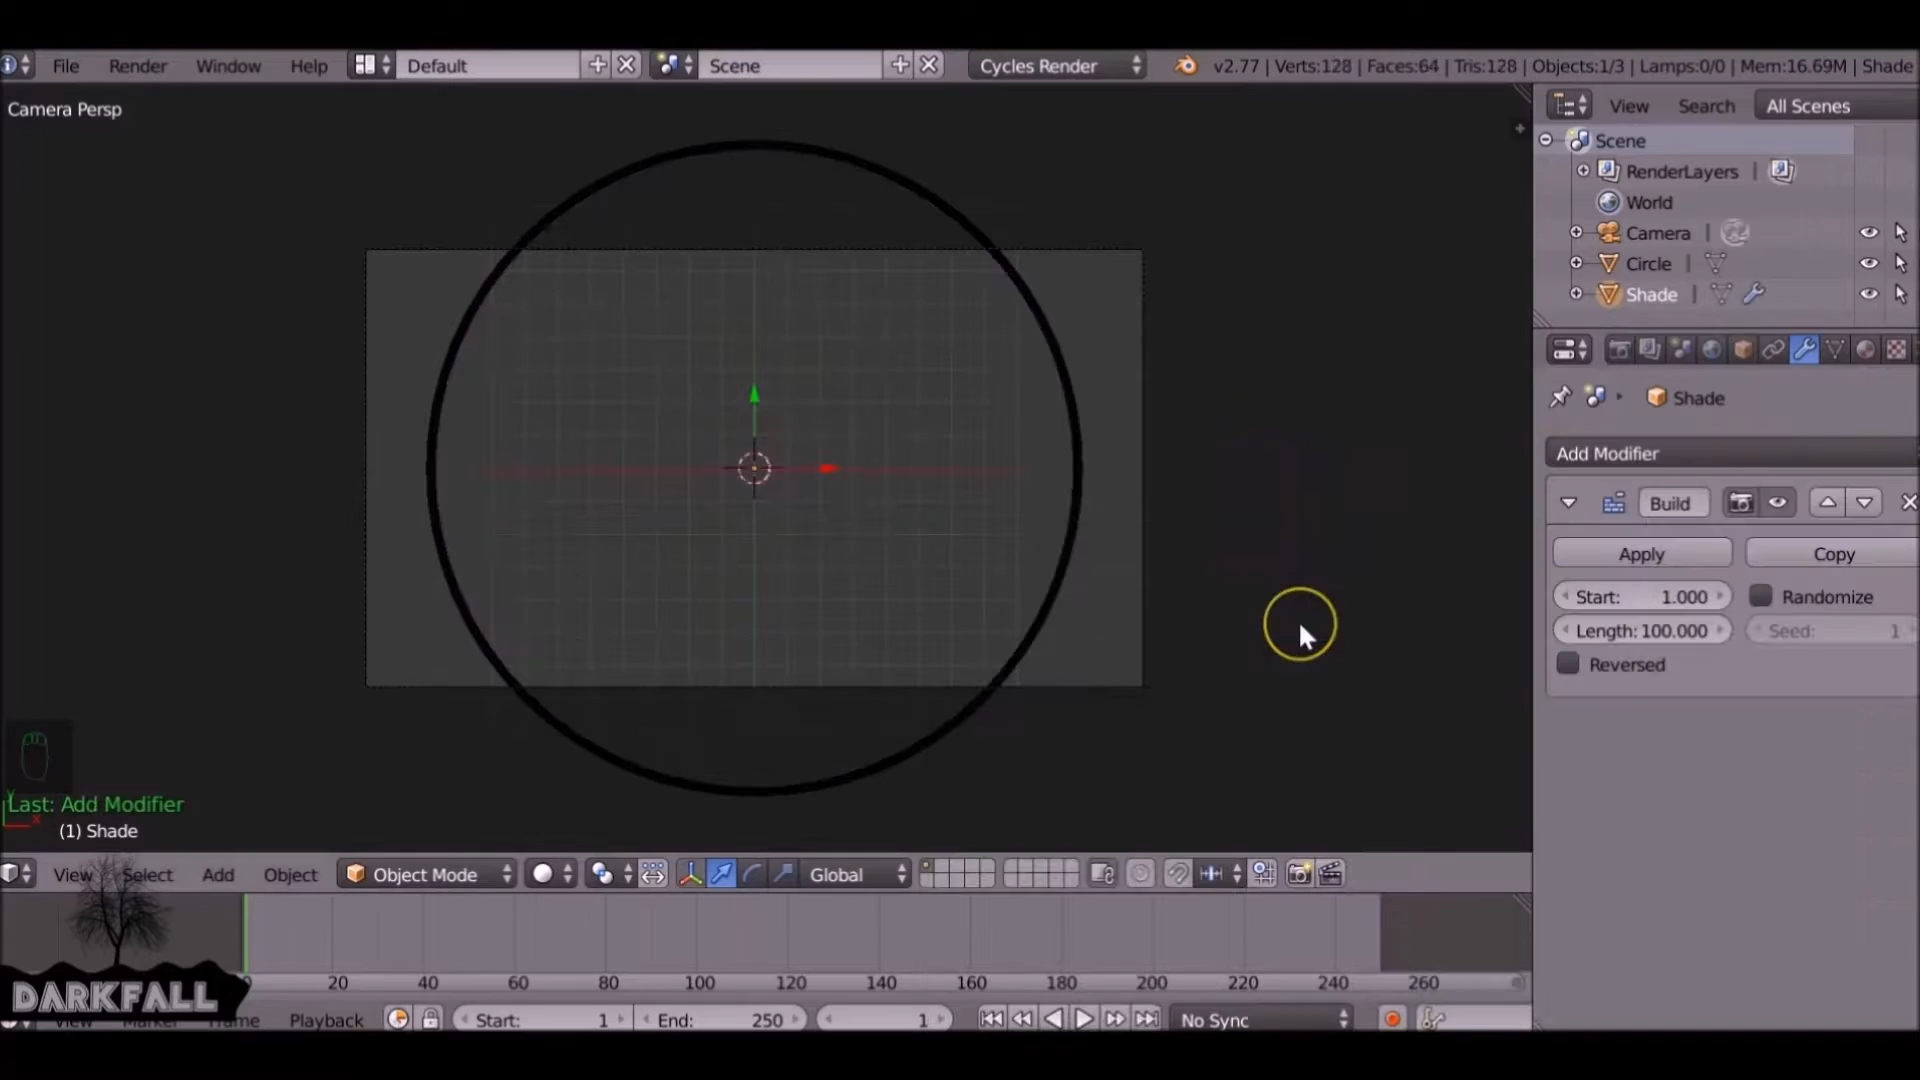 File Render Window Help Default Scene Cycles Render v2.77 | Verts:128 | Faces:64 | Tris:128 | Objects:1/3 | Lamps:0/0 | Mem:16.69M | Shade
Camera Persp
View Search All Scenes
Scene
RenderLayers
World
Camera
Circle
Shade
Shade
Add Modifier
Build
Apply Copy
Start: 1.000 Randomize
Length: 100.000 Seed: 1
Reversed
Last: Add Modifier
(1) Shade
View Select Add Object Object Mode Global
20 40 60 80 100 120 140 160 180 200 220 240 260
DARKFALL
View Marker Frame Playback Start: 1 End: 250 1 No Sync